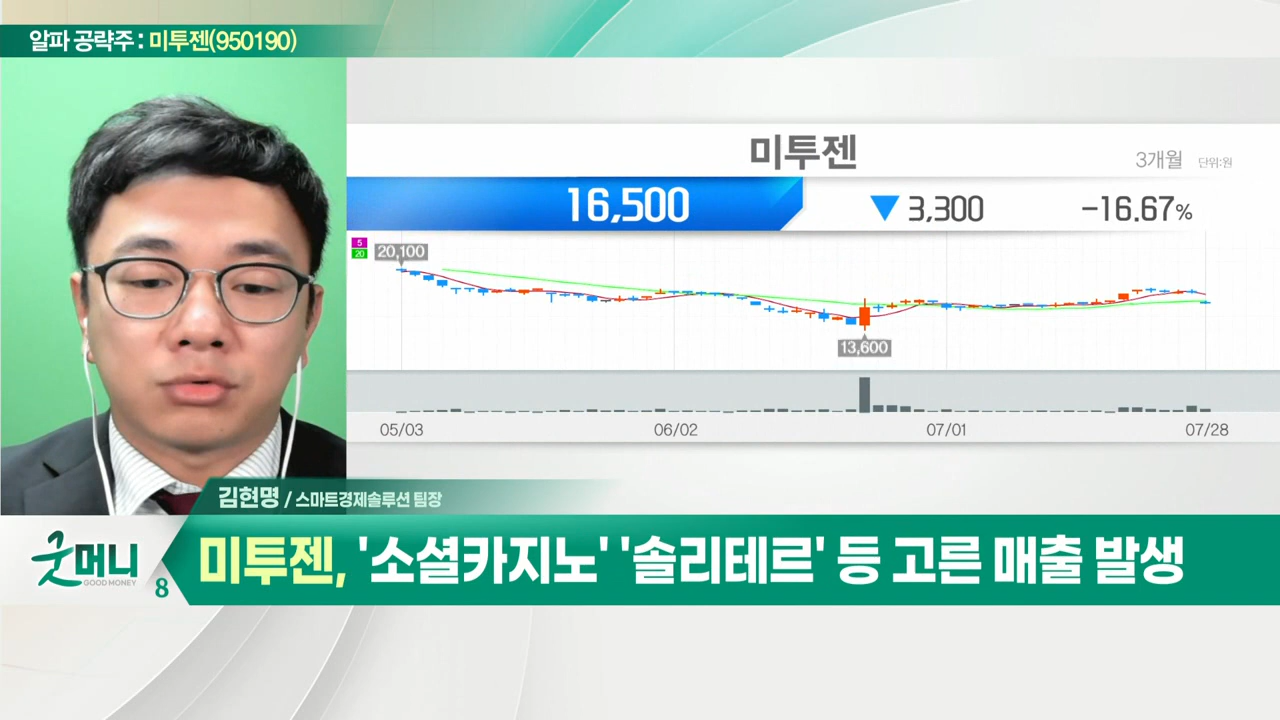 알파 공략주 : 미투젠(950190)
미투젠
3개월 단위:원
16,500 ▼ 3,300 -16.67%
5
20
20,100
13,600
05/03 06/02 07/01 07/28
김현명 / 스마트경제솔루션 팀장
굿머니
GOOD MONEY
8
미투젠, '소셜카지노' '솔리테르' 등 고른 매출 발생